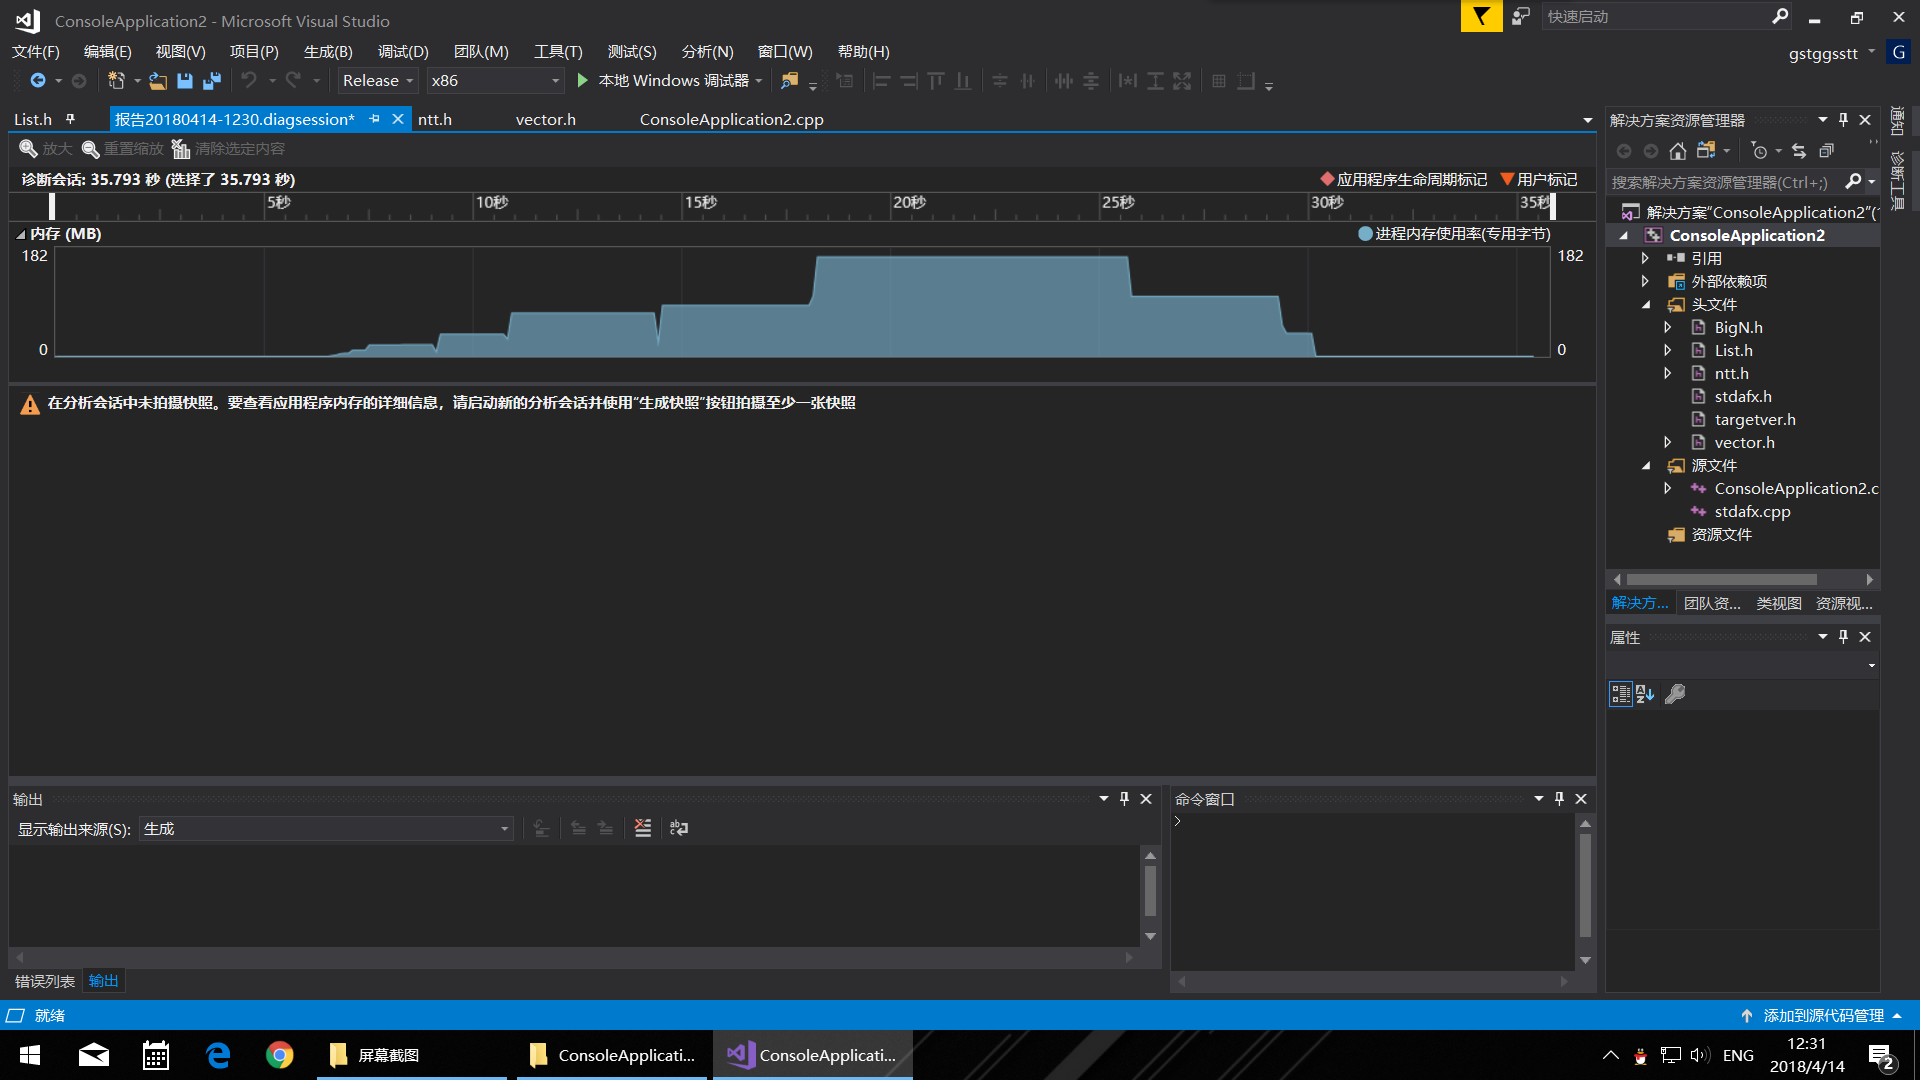 ConsoleApplication2 - Microsoft Visual Studio
快速启动
文件(F) 编辑(E) 视图(V) 项目(P) 生成(B) 调试(D) 团队(M) 工具(T) 测试(S) 分析(N) 窗口(W) 帮助(H)
gstggsstt G
Release x86 本地 Windows 调试器
List.h 报告20180414-1230.diagsession* ntt.h vector.h ConsoleApplication2.cpp
放大 重置缩放 清除选定内容
诊断会话: 35.793 秒 (选择了 35.793 秒)
应用程序生命周期标记 用户标记
5秒 10秒 15秒 20秒 25秒 30秒 35秒
内存 (MB)
进程内存使用率(专用字节)
182 182
0 0
在分析会话中未拍摄快照。要查看应用程序内存的详细信息，请启动新的分析会话并使用“生成快照”按钮拍摄至少一张快照
解决方案资源管理器
搜索解决方案资源管理器(Ctrl+;)
解决方案"ConsoleApplication2"(
ConsoleApplication2
引用
外部依赖项
头文件
BigN.h
List.h
ntt.h
stdafx.h
targetver.h
vector.h
源文件
ConsoleApplication2.c
stdafx.cpp
资源文件
解决方... 团队资... 类视图 资源视...
属性
通知
诊断工具
输出
显示输出来源(S): 生成
命令窗口
>
错误列表 输出
就绪
添加到源代码管理
屏幕截图
ConsoleApplicati...
ConsoleApplicati...
ENG
12:31
2018/4/14
2